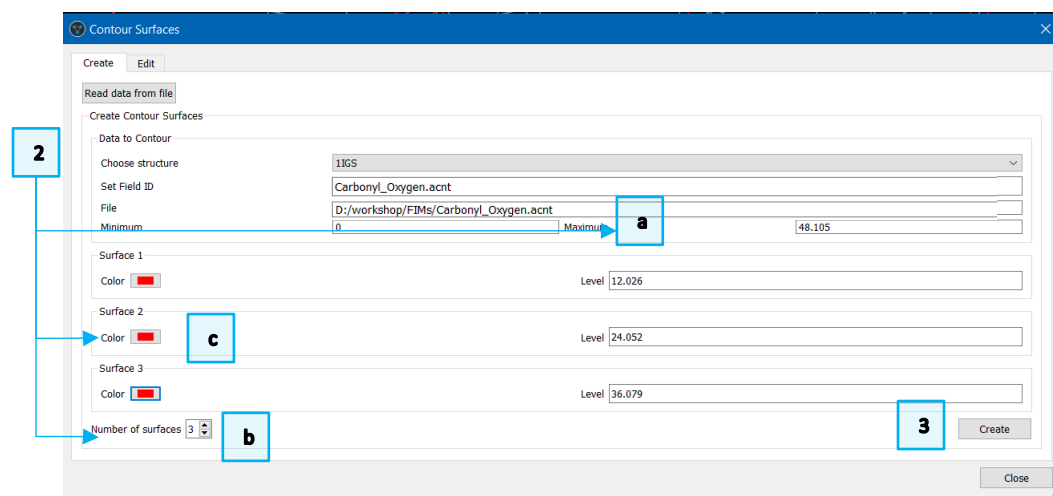 Contour Surfaces
Create Edit
Read data from file
Create Contour Surfaces
2
Data to Contour
Choose structure 1IGS
Set Field ID Carbonyl_Oxygen.acnt
File D:/workshop/FIMs/Carbonyl_Oxygen.acnt
a
Minimum 0 Maximum 48.105
Surface 1
Color Level 12.026
Surface 2
Color c Level 24.052
Surface 3
Color Level 36.079
Number of surfaces 3 b 3 Create
Close